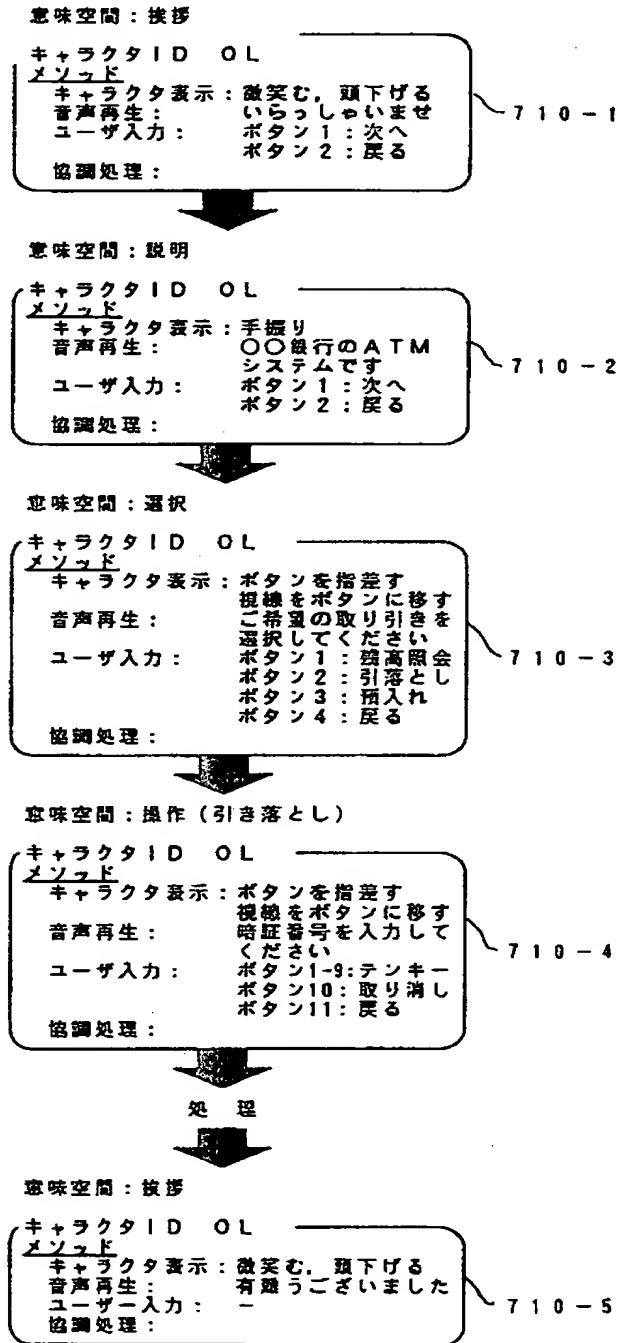 意味空間：挨拶
キャラクタID OL
メソッド
キャラクタ表示：微笑む，頭下げる
音声再生： いらっしゃいませ
ユーザ入力： ボタン1：次へ
ボタン2：戻る
協調処理：
710-1
意味空間：説明
キャラクタID OL
メソッド
キャラクタ表示：手振り
音声再生： 〇〇銀行のATM
システムです
ユーザ入力： ボタン1：次へ
ボタン2：戻る
協調処理：
710-2
意味空間：選択
キャラクタID OL
メソッド
キャラクタ表示：ボタンを指差す
視線をボタンに移す
音声再生： ご希望の取り引きを
選択してください
ユーザ入力： ボタン1：残高照会
ボタン2：引落とし
ボタン3：預入れ
ボタン4：戻る
協調処理：
710-3
意味空間：操作（引き落とし）
キャラクタID OL
メソッド
キャラクタ表示：ボタンを指差す
視線をボタンに移す
音声再生： 暗証番号を入力して
ください
ユーザ入力： ボタン1-9：テンキー
ボタン10：取り消し
ボタン11：戻る
協調処理：
710-4
処 理
意味空間：挨拶
キャラクタID OL
メソッド
キャラクタ表示：微笑む，頭下げる
音声再生： 有難うございました
ユーザー入力： －
協調処理：
710-5